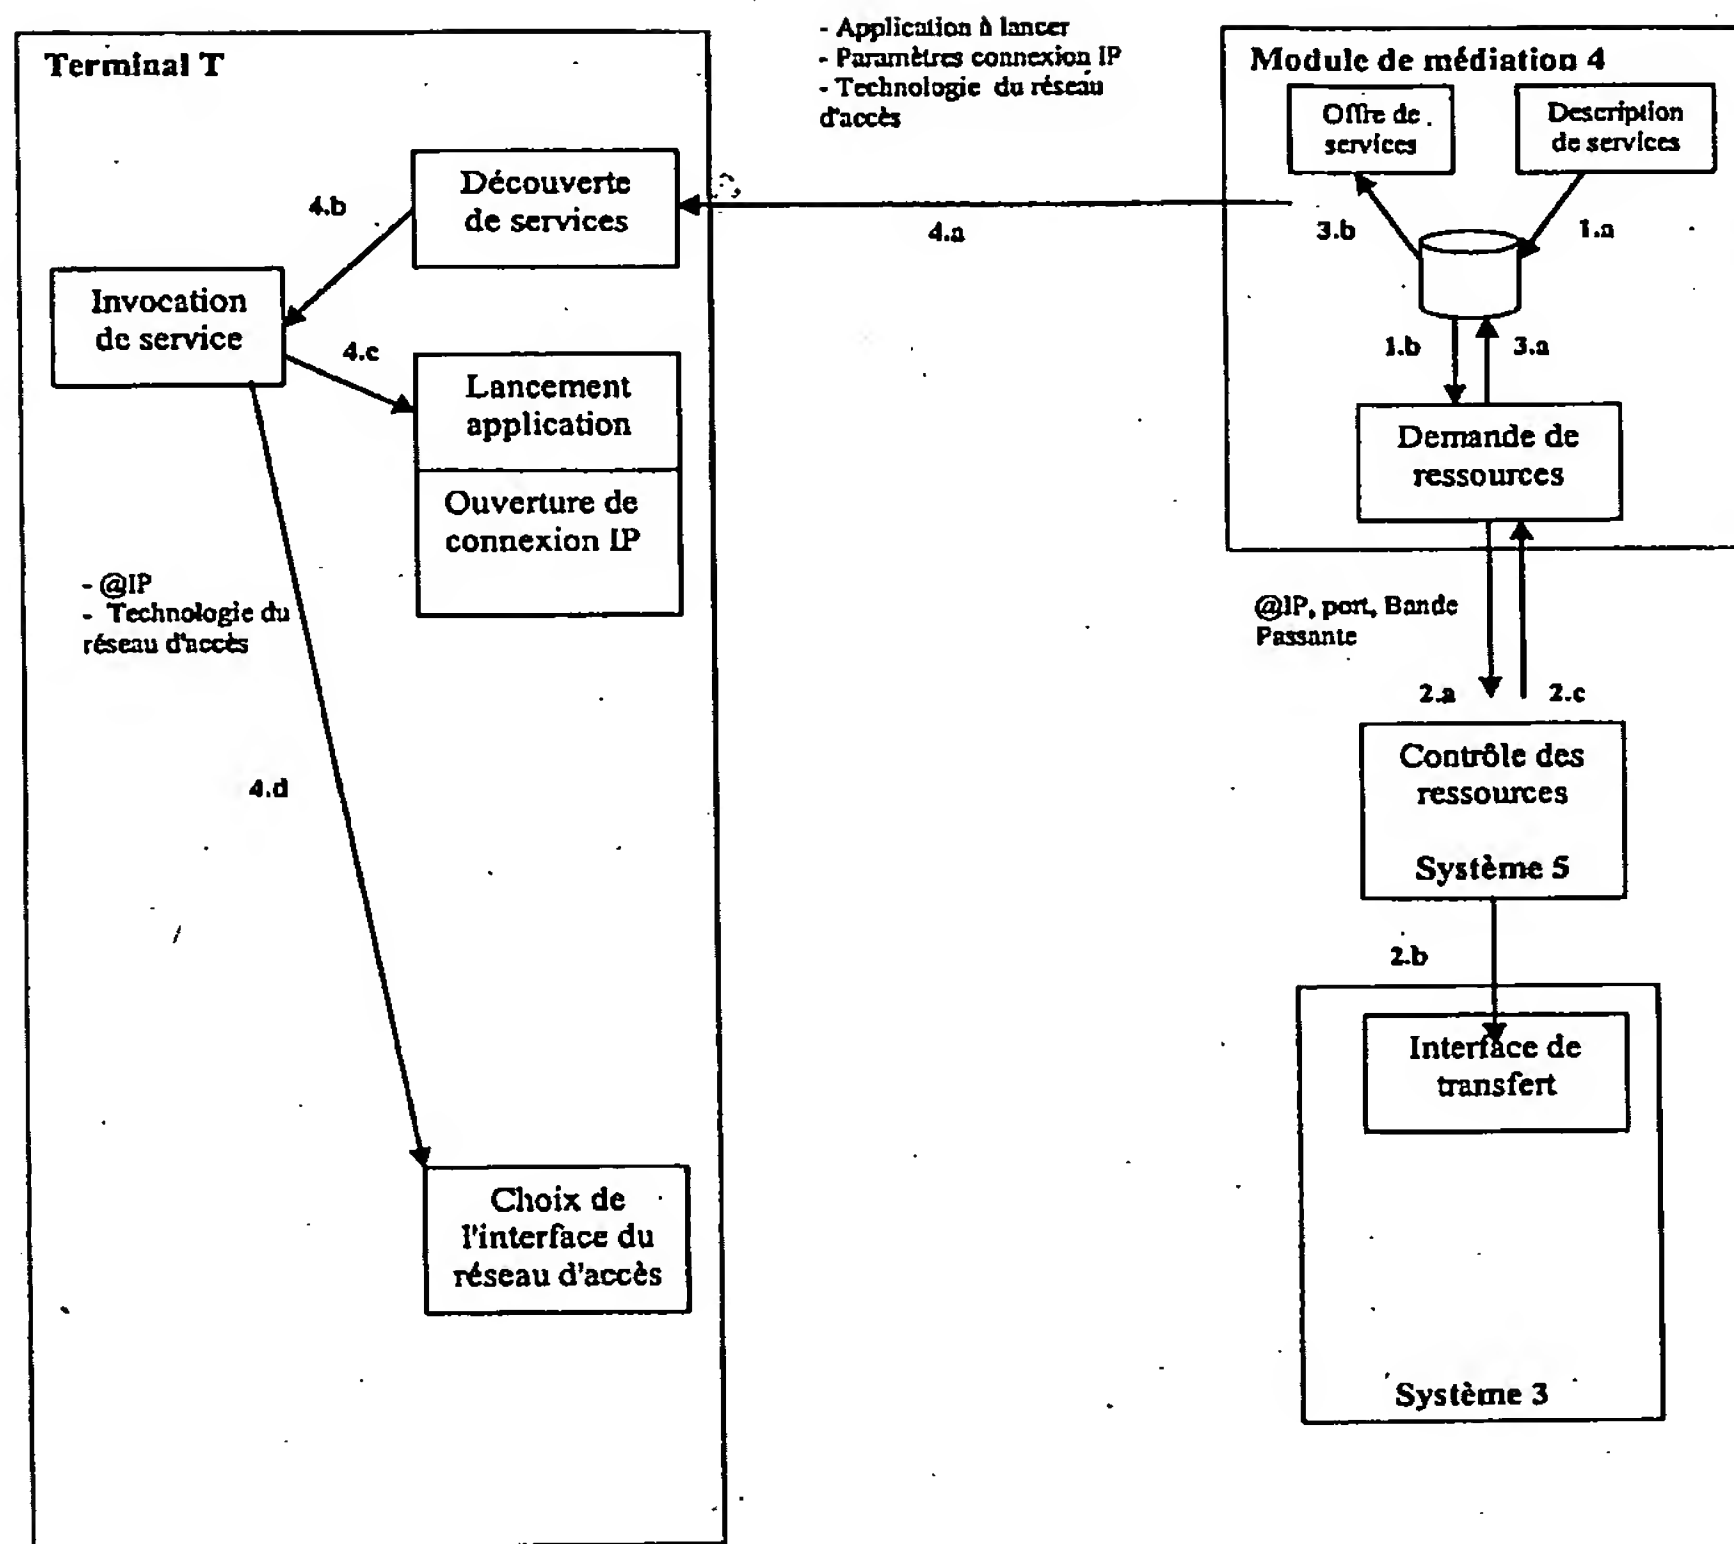 Terminal T
- Application à lancer
- Paramètres connexion IP
- Technologie du réseau
d'accès
Module de médiation 4
Offre de
services
Description
de services
Découverte
de services
4.b
4.a
3.b
1.a
Invocation
de service
4.c
1.b
3.a
Lancement
application
Demande de
ressources
Ouverture de
connexion IP
- @IP
- Technologie du
réseau d'accès
@IP, port, Bande
Passante
2.a
2.c
4.d
Contrôle des
ressources
Système 5
2.b
Interface de
transfert
Choix de
l'interface du
réseau d'accès
Système 3